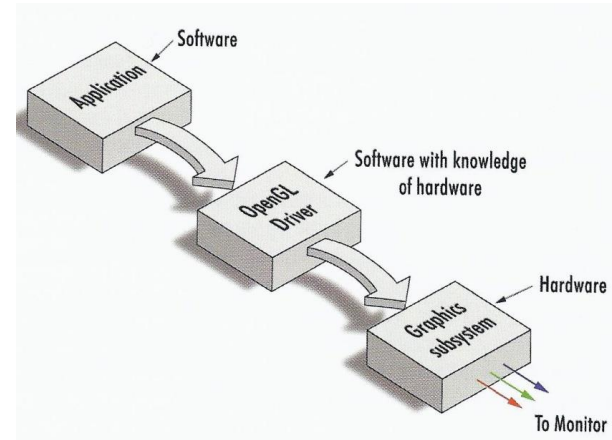 Software
Application
Software with knowledge
of hardware
OpenGL
Driver
Hardware
Graphics
subsystem
To Monitor